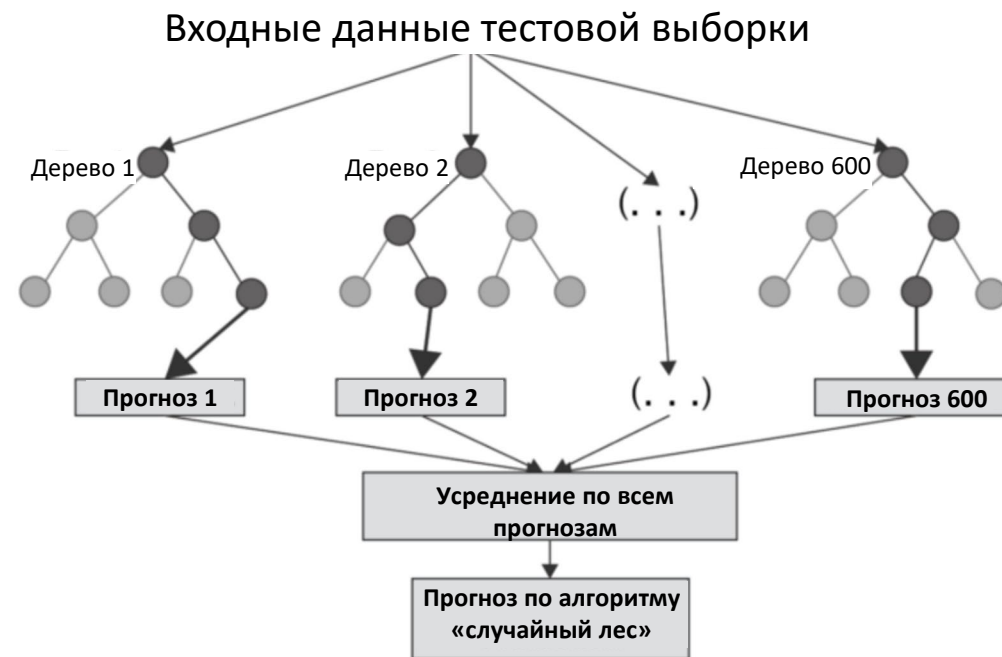 Входные данные тестовой выборки
Дерево 1
Дерево 2
Дерево 600
(. . .)
Прогноз 1
Прогноз 2
(. . .)
Прогноз 600
Усреднение по всем
прогнозам
Прогноз по алгоритму
«случайный лес»